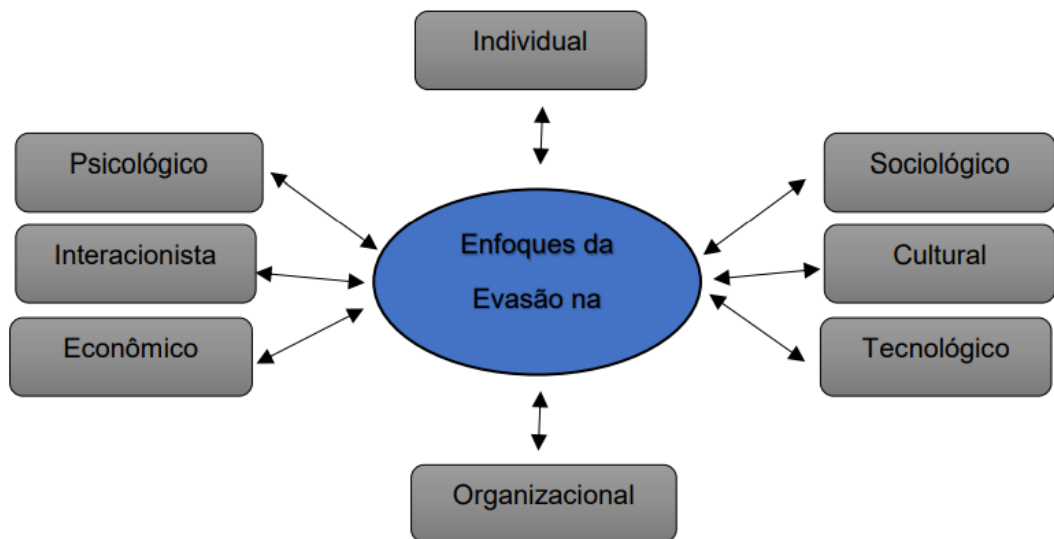 Individual
Psicológico
Sociológico
Enfoques da
Evasão na
Interacionista
Cultural
Econômico
Tecnológico
Organizacional